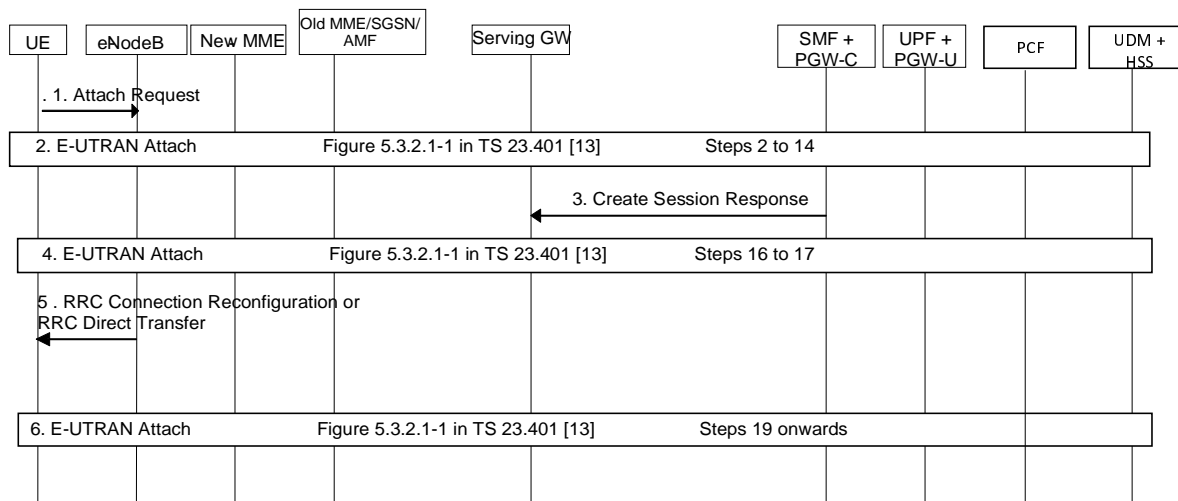 UE
eNodeB
New MME
Old MME/SGSN/
AMF
Serving GW
SMF +
PGW-C
UPF +
PGW-U
PCF
UDM +
HSS
. 1. Attach Request
2. E-UTRAN Attach Figure 5.3.2.1-1 in TS 23.401 [13] Steps 2 to 14
3. Create Session Response
4. E-UTRAN Attach Figure 5.3.2.1-1 in TS 23.401 [13] Steps 16 to 17
5 . RRC Connection Reconfiguration or
RRC Direct Transfer
6. E-UTRAN Attach Figure 5.3.2.1-1 in TS 23.401 [13] Steps 19 onwards